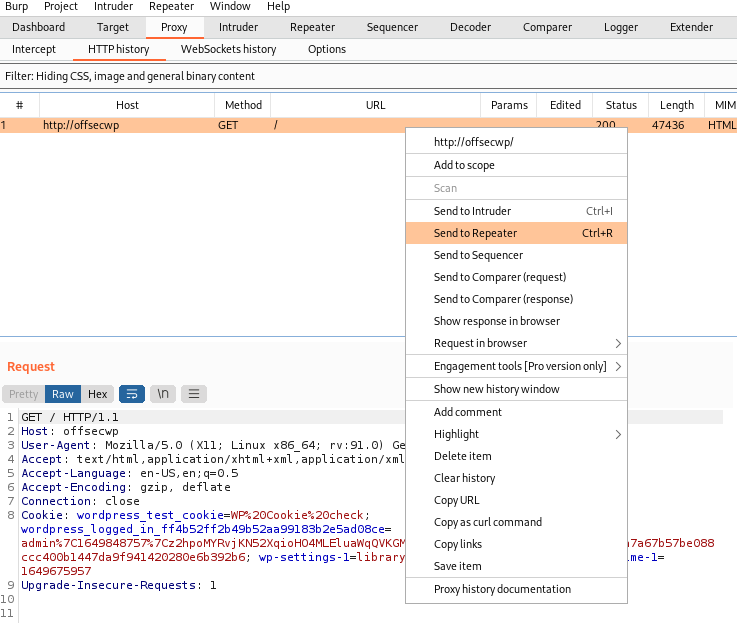 Burp Project Intruder Repeater Window Help
Dashboard Target Proxy Intruder Repeater Sequencer Decoder Comparer Logger Extender
Intercept HTTP history WebSockets history Options
Filter: Hiding CSS, image and general binary content
# Host Method URL Params Edited Status Length MIM
1 http://offsecwp GET / 200 47436 HTML
http://offsecwp/
Add to scope
Scan
Send to Intruder Ctrl+I
Send to Repeater Ctrl+R
Send to Sequencer
Send to Comparer (request)
Send to Comparer (response)
Show response in browser
Request in browser
Engagement tools [Pro version only]
Show new history window
Add comment
Highlight
Delete item
Clear history
Copy URL
Copy as curl command
Copy links
Save item
Proxy history documentation
Request
Pretty Raw Hex \n
1 GET / HTTP/1.1
2 Host: offsecwp
3 User-Agent: Mozilla/5.0 (X11; Linux x86_64; rv:91.0) Ge
4 Accept: text/html,application/xhtml+xml,application/xml
5 Accept-Language: en-US,en;q=0.5
6 Accept-Encoding: gzip, deflate
7 Connection: close
8 Cookie: wordpress_test_cookie=WP%20Cookie%20check;
wordpress_logged_in_ff4b52ff2b49b52aa99183b2e5ad08ce=
admin%7C1649848757%7Cz2hpoMYRvjKN52XqioHO4MLEluaWqQVKGM 7a67b57be088
ccc400b1447da9f941420280e6b392b6; wp-settings-1=library me-1=
1649675957
9 Upgrade-Insecure-Requests: 1
10
11